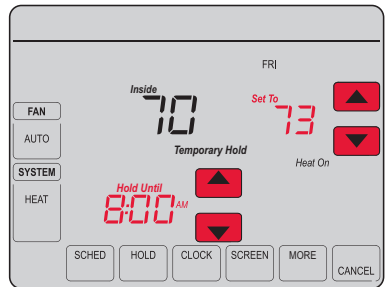 FRI
Inside
70
Set To
73
FAN
AUTO
Temporary Hold
Heat On
SYSTEM
HEAT
Hold Until
8:00 AM
SCHED HOLD CLOCK SCREEN MORE CANCEL